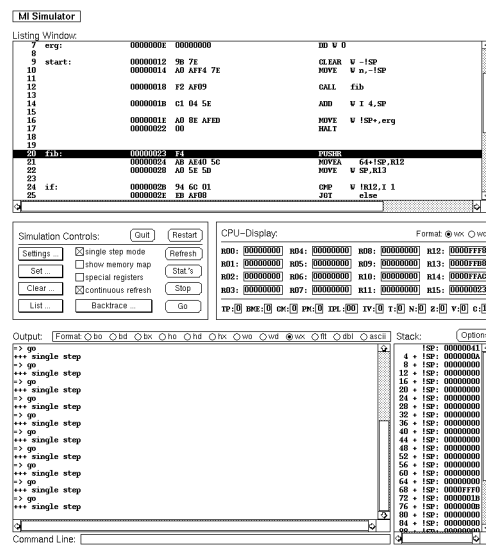 MI Simulator
Listing Window:
7 erg: 0000000E 00000000 DD W 0
8
9 start: 00000012 9B 7E CLEAR W -!SP
10 00000014 A0 AFF4 7E MOVE W n,-!SP
11
12 00000018 F2 AF09 CALL fib
13
14 0000001B C1 04 5E ADD W I 4,SP
15
16 0000001E A0 8E AFED MOVE W !SP+,erg
17 00000022 00 HALT
18
19
20 fib: 00000023 F4 PUSHR
21 00000024 AB AE40 5C MOVEA 64+!SP,R12
22 00000028 A0 5E 5D MOVE W SP,R13
23
24 if: 0000002B 94 6C 01 CMP W !R12,I 1
25 0000002E EB AF08 JGT else
Simulation Controls: Quit Restart
Settings ... single step mode Refresh
Set ... show memory map Stat.'s
Clear ... special registers Stop
continuous refresh
List ... Backtrace ... Go
CPU-Display: Format: wx wd
R00: 00000000 R04: 00000000 R08: 00000000 R12: 0000FFF8
R01: 00000000 R05: 00000000 R09: 00000000 R13: 0000FFB8
R02: 00000000 R06: 00000000 R10: 00000000 R14: 0000FFAC
R03: 00000000 R07: 00000000 R11: 00000000 R15: 00000023
TP: 0 BME: 0 CM: 0 PM: 0 IPL: 00 IV: 0 T: 0 N: 0 Z: 0 V: 0 C: 1
Output: Format: bo bd bx ho hd hx wo wd wx flt dbl ascii
=> go
+++ single step
=> go
+++ single step
=> go
+++ single step
=> go
+++ single step
=> go
+++ single step
=> go
+++ single step
=> go
+++ single step
=> go
+++ single step
=> go
+++ single step
=> go
+++ single step
Command Line:
Stack: Options
!SP: 00000041
4 + !SP: 0000000A
8 + !SP: 00000000
12 + !SP: 00000000
16 + !SP: 00000000
20 + !SP: 00000000
24 + !SP: 00000000
28 + !SP: 00000000
32 + !SP: 00000000
36 + !SP: 00000000
40 + !SP: 00000000
44 + !SP: 00000000
48 + !SP: 00000000
52 + !SP: 00000000
56 + !SP: 00000000
60 + !SP: 00000000
64 + !SP: 00000000
68 + !SP: 0000FFF0
72 + !SP: 0000001B
76 + !SP: 0000000B
80 + !SP: 00000000
84 + !SP: 00000000